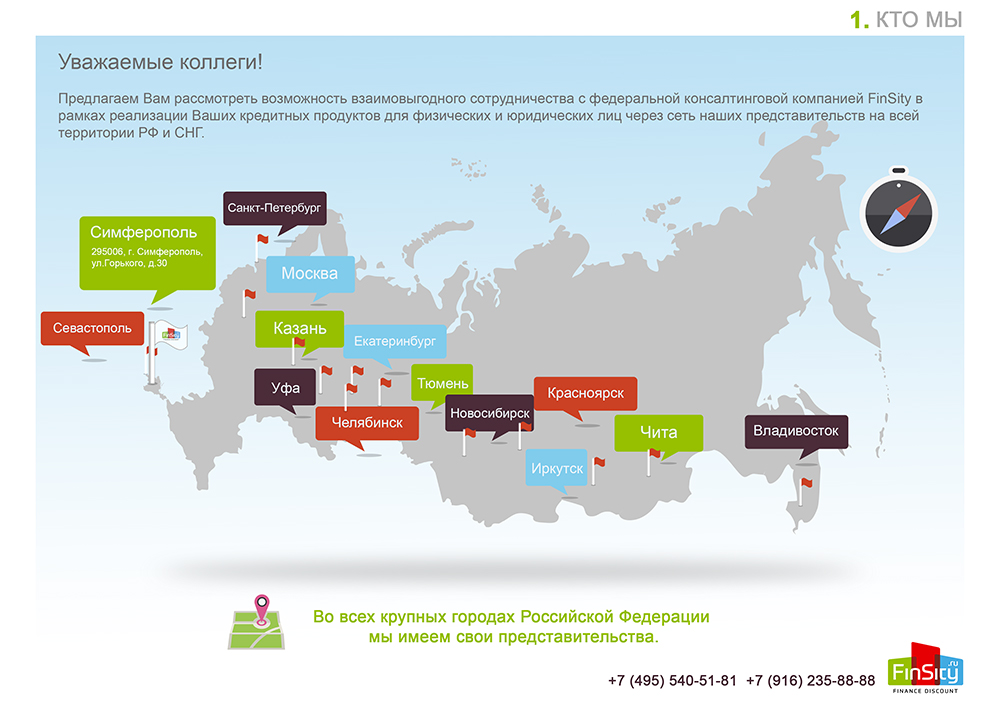 1. КТО МЫ
Уважаемые коллеги!
Предлагаем Вам рассмотреть возможность взаимовыгодного сотрудничества с федеральной консалтинговой компанией FinSity в
рамках реализации Ваших кредитных продуктов для физических и юридических лиц через сеть наших представительств на всей
территории РФ и СНГ.
Санкт-Петербург
Симферополь
295006, г. Симферополь,
ул.Горького, д.30
Москва
Севастополь
FinSity
Казань
Екатеринбург
Уфа
Тюмень
Челябинск
Новосибирск
Красноярск
Чита
Владивосток
Иркутск
Во всех крупных городах Российской Федерации
мы имеем свои представительства.
+7 (495) 540-51-81 +7 (916) 235-88-88
FinSity.ru
FINANCE DISCOUNT